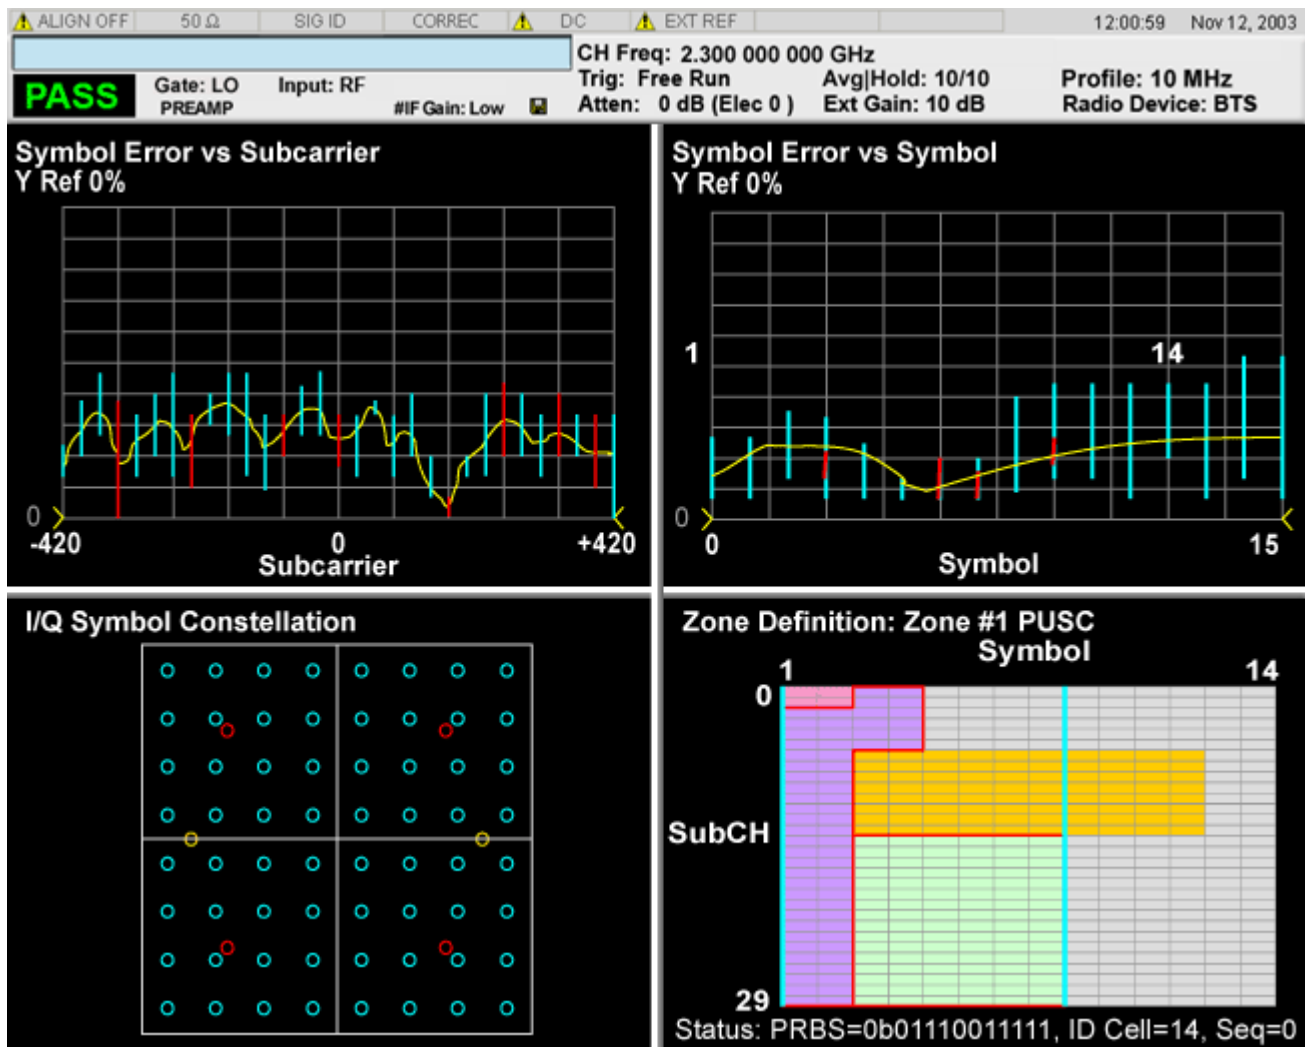 ALIGN OFF 50 Ω SIG ID CORREC DC EXT REF 12:00:59 Nov 12, 2003
CH Freq: 2.300 000 000 GHz
PASS
Gate: LO Input: RF
PREAMP #IF Gain: Low
Trig: Free Run Avg|Hold: 10/10 Profile: 10 MHz
Atten: 0 dB (Elec 0 ) Ext Gain: 10 dB Radio Device: BTS
Symbol Error vs Subcarrier
Y Ref 0%
0
-420 0 +420
Subcarrier
Symbol Error vs Symbol
Y Ref 0%
1 14
0
0 15
Symbol
I/Q Symbol Constellation
Zone Definition: Zone #1 PUSC
Symbol
1 14
0
SubCH
29
Status: PRBS=0b01110011111, ID Cell=14, Seq=0